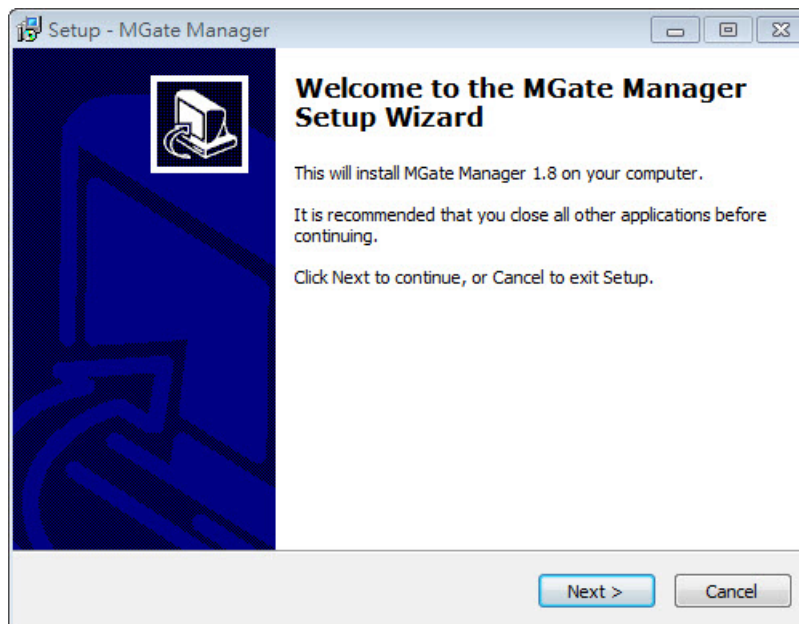 Setup - MGate Manager
Welcome to the MGate Manager
Setup Wizard
This will install MGate Manager 1.8 on your computer.
It is recommended that you close all other applications before
continuing.
Click Next to continue, or Cancel to exit Setup.
Next >
Cancel